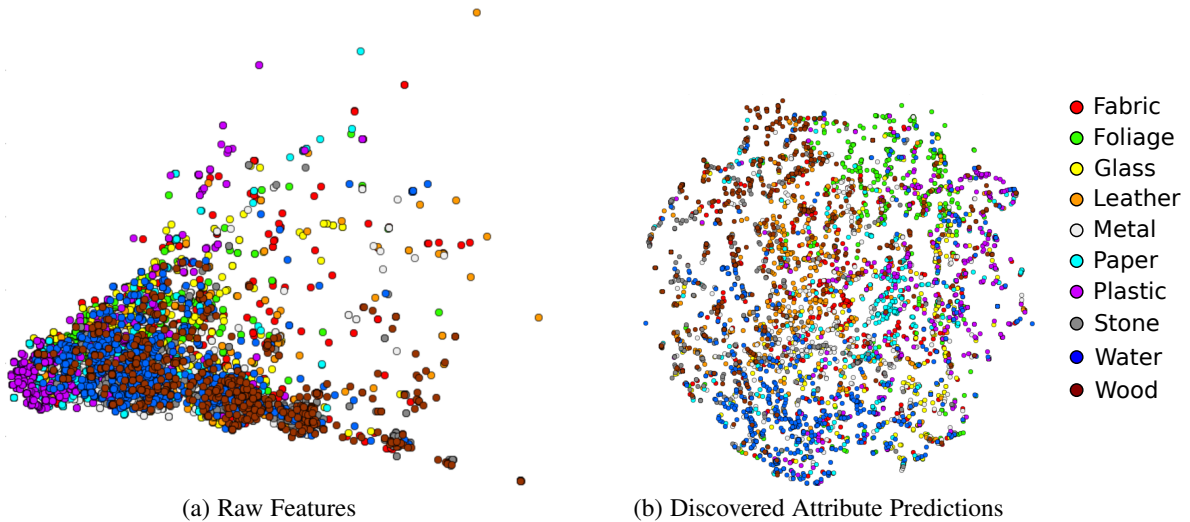 Fabric
Foliage
Glass
Leather
Metal
Paper
Plastic
Stone
Water
Wood
(a) Raw Features
(b) Discovered Attribute Predictions